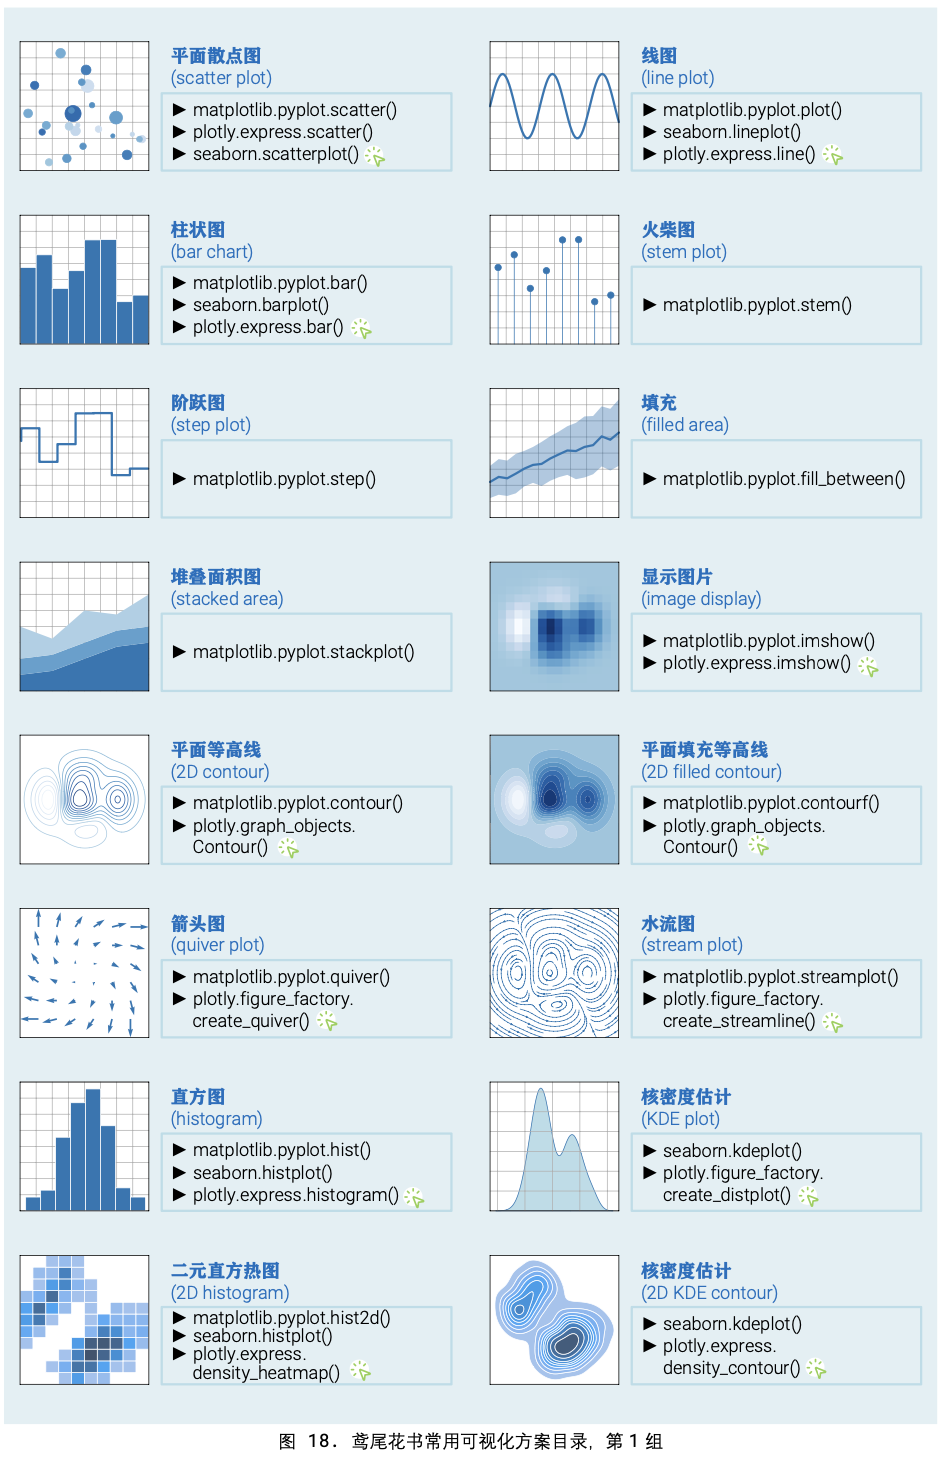 平面散点图
(scatter plot)
► matplotlib.pyplot.scatter()
► plotly.express.scatter()
► seaborn.scatterplot()
线图
(line plot)
► matplotlib.pyplot.plot()
► seaborn.lineplot()
► plotly.express.line()
柱状图
(bar chart)
► matplotlib.pyplot.bar()
► seaborn.barplot()
► plotly.express.bar()
火柴图
(stem plot)
► matplotlib.pyplot.stem()
阶跃图
(step plot)
► matplotlib.pyplot.step()
填充
(filled area)
► matplotlib.pyplot.fill_between()
堆叠面积图
(stacked area)
► matplotlib.pyplot.stackplot()
显示图片
(image display)
► matplotlib.pyplot.imshow()
► plotly.express.imshow()
平面等高线
(2D contour)
► matplotlib.pyplot.contour()
► plotly.graph_objects.
Contour()
平面填充等高线
(2D filled contour)
► matplotlib.pyplot.contourf()
► plotly.graph_objects.
Contour()
箭头图
(quiver plot)
► matplotlib.pyplot.quiver()
► plotly.figure_factory.
create_quiver()
水流图
(stream plot)
► matplotlib.pyplot.streamplot()
► plotly.figure_factory.
create_streamline()
直方图
(histogram)
► matplotlib.pyplot.hist()
► seaborn.histplot()
► plotly.express.histogram()
核密度估计
(KDE plot)
► seaborn.kdeplot()
► plotly.figure_factory.
create_distplot()
二元直方热图
(2D histogram)
► matplotlib.pyplot.hist2d()
► seaborn.histplot()
► plotly.express.
density_heatmap()
核密度估计
(2D KDE contour)
► seaborn.kdeplot()
► plotly.express.
density_contour()
图 18. 鸢尾花书常用可视化方案目录，第 1 组